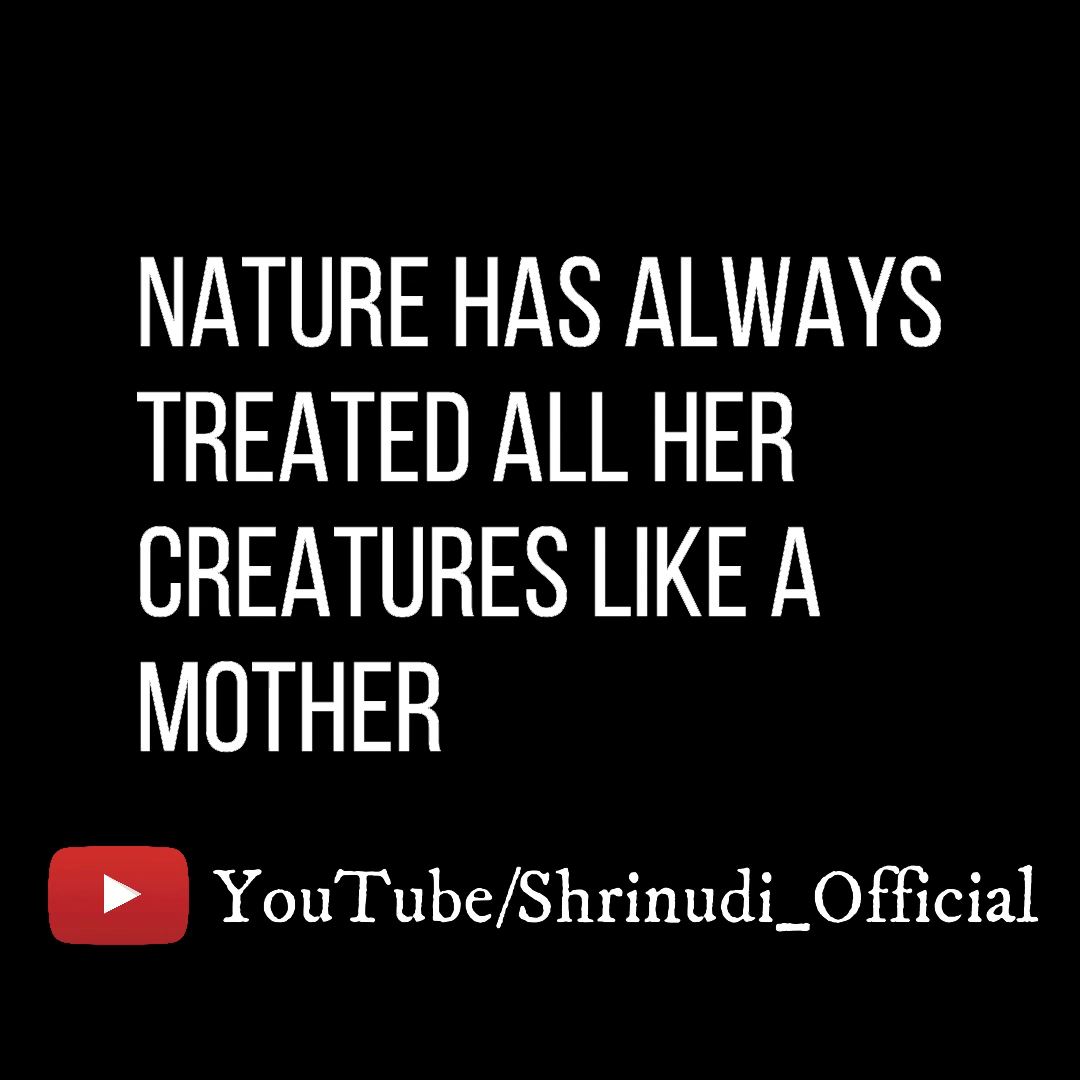 NATURE HAS ALWAYS
TREATED ALL HER
CREATURES LIKE A
MOTHER
YouTube/Shrinudi_Official